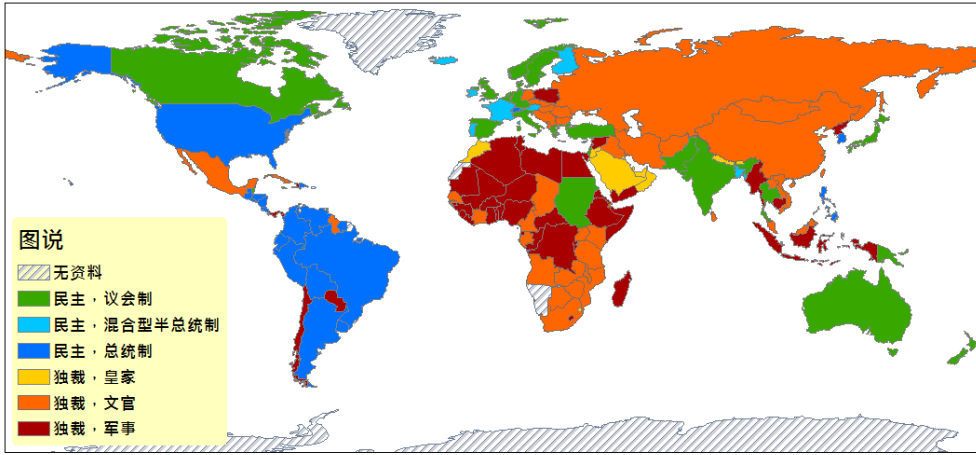 图说
无资料
民主，议会制
民主，混合型半总统制
民主，总统制
独裁，皇家
独裁，文官
独裁，军事